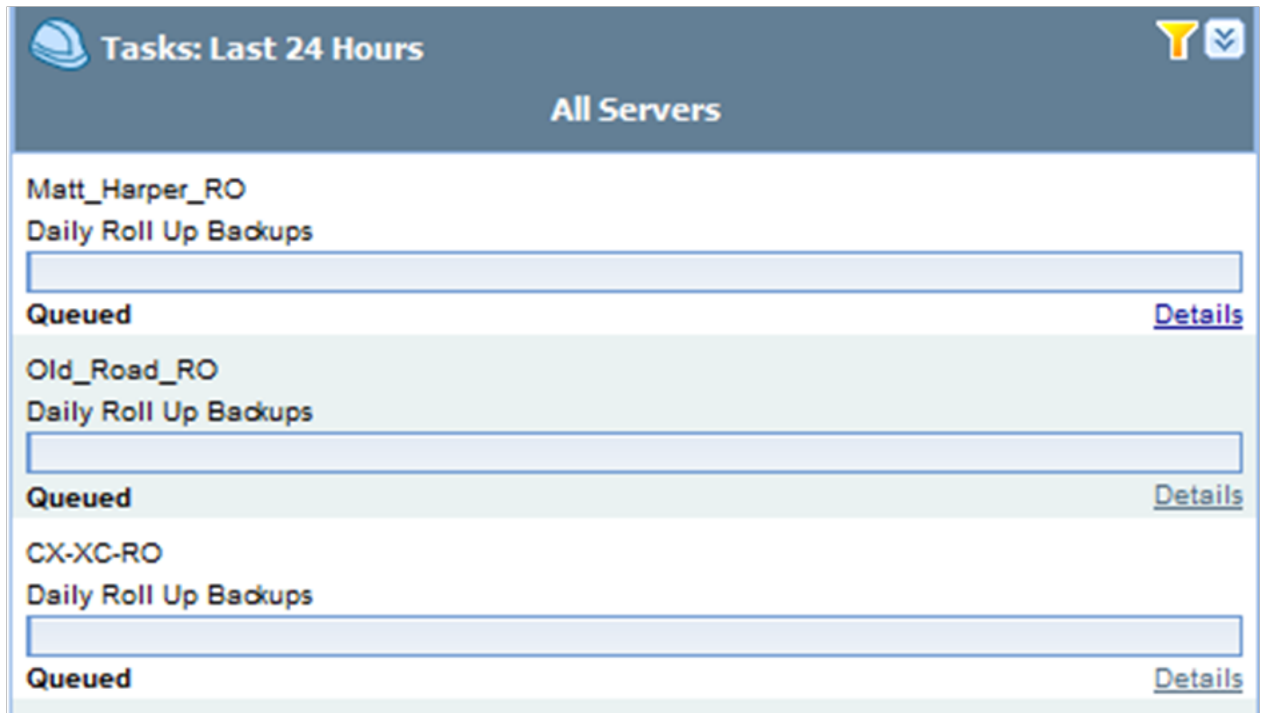 Tasks: Last 24 Hours
All Servers
Matt_Harper_RO
Daily Roll Up Backups
Queued Details
Old_Road_RO
Daily Roll Up Backups
Queued Details
CX-XC-RO
Daily Roll Up Backups
Queued Details